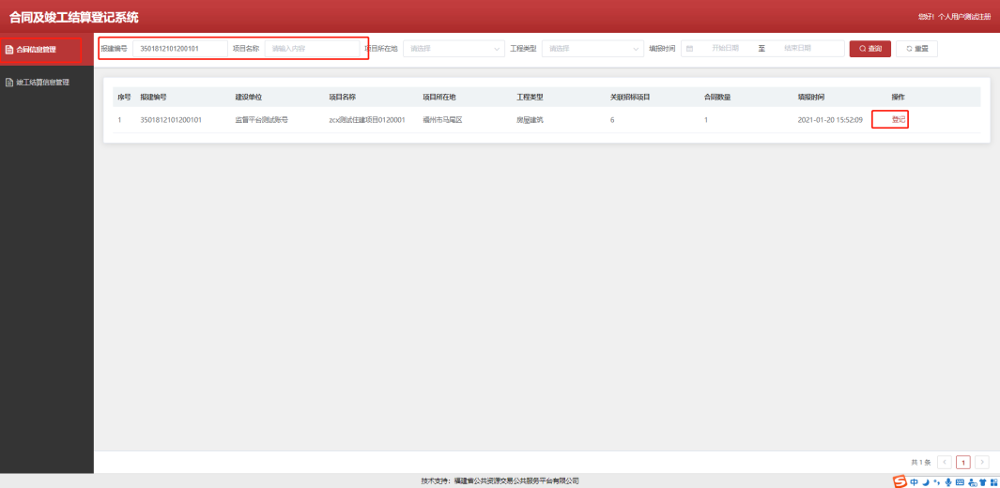 合同及竣工结算登记系统
您好! 个人用户测试注册
合同信息管理
竣工结算信息管理
报建编号 3501812101200101 项目名称 请输入内容 项目所在地 请选择 工程类型 请选择 填报时间 开始日期 至 结束日期 查询 重置
序号 报建编号 建设单位 项目名称 项目所在地 工程类型 关联招标项目 合同数量 填报时间 操作
1 3501812101200101 监督平台测试账号 zcx测试住建项目0120001 福州市马尾区 房屋建筑 6 1 2021-01-20 15:52:09 登记
共 1 条 < 1 >
技术支持：福建省公共资源交易公共服务平台有限公司
中